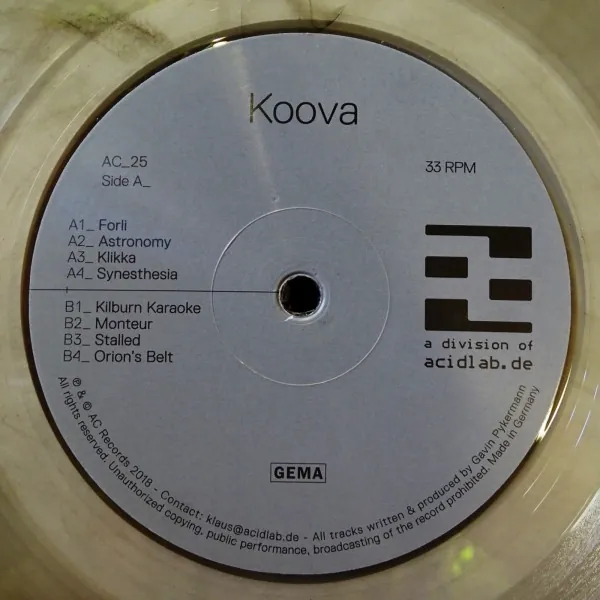 Koova
AC_25
Side A_
33 RPM
A1_ Forli
A2_ Astronomy
A3_ Klikka
A4_ Synesthesia
B1_ Kilburn Karaoke
B2_ Monteur
B3_ Stalled
B4_ Orion's Belt
a division of
acidlab.de
GEMA
℗ & © AC Records 2018 - Contact: klaus@acidlab.de - All tracks written & produced by Gavin Pykermann
All rights reserved. Unauthorized copying, public performance, broadcasting of the record prohibited. Made in Germany